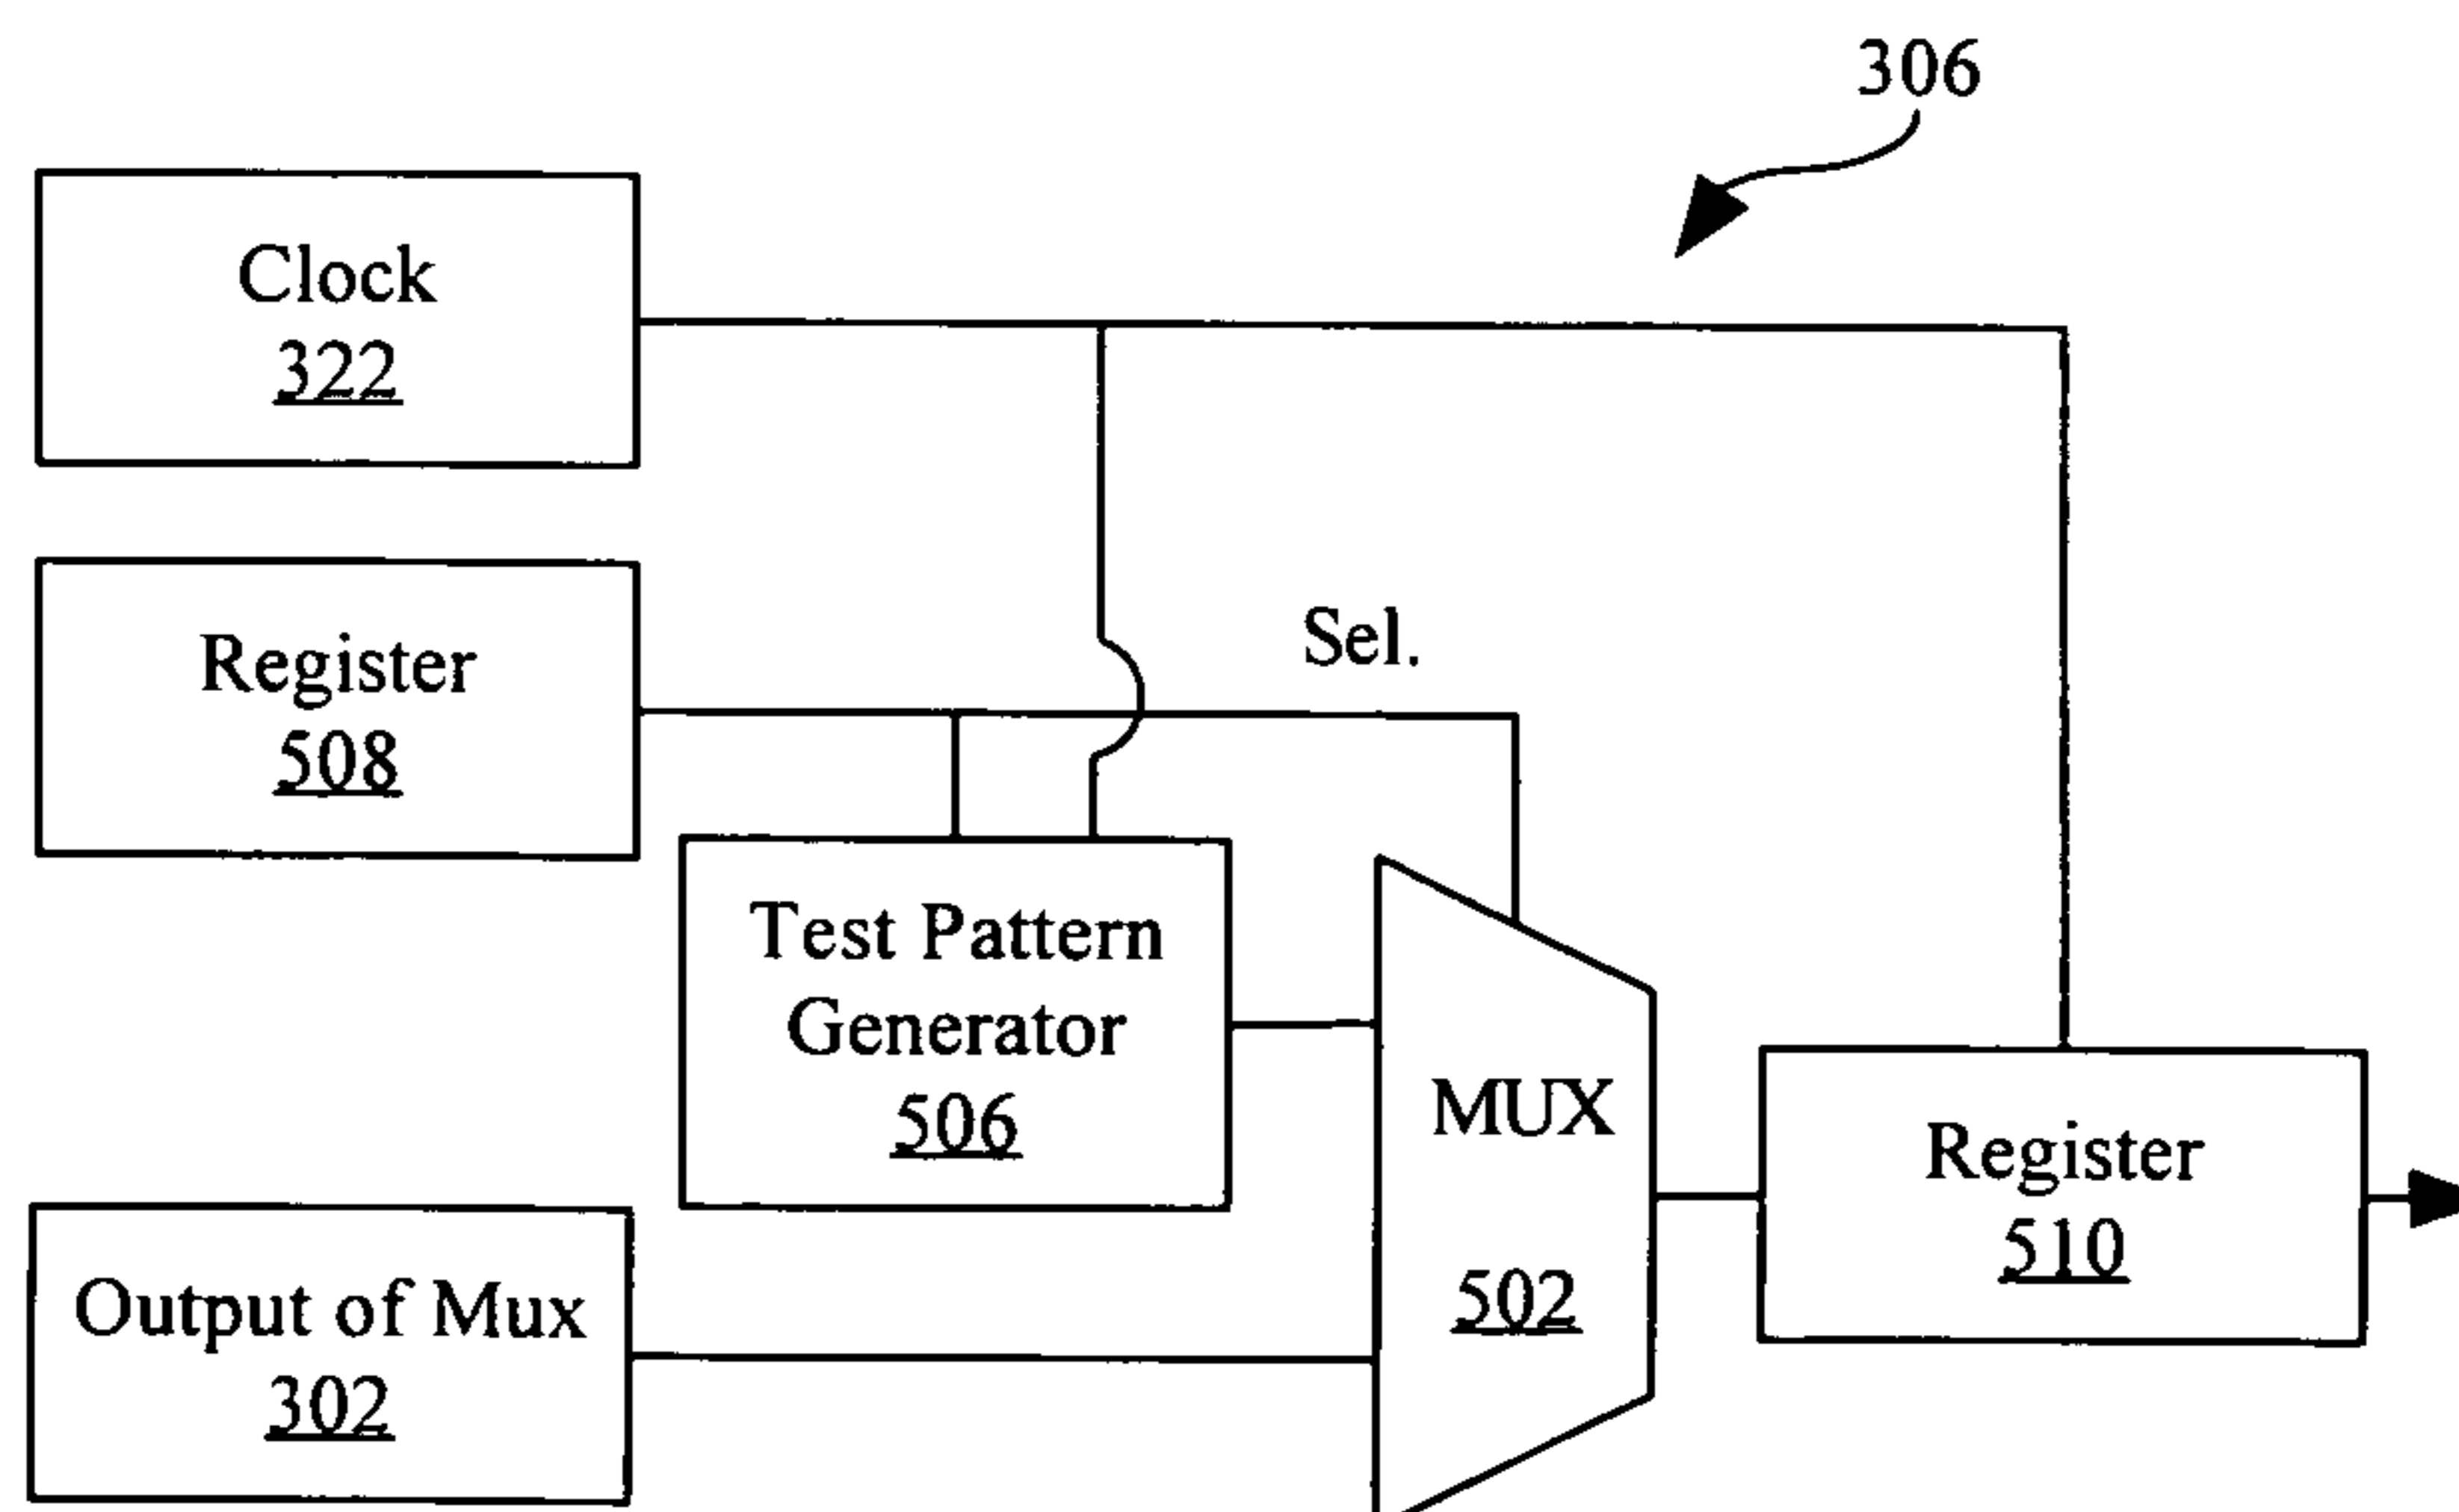 306
Clock
322
Register
508
Sel.
Test Pattern
Generator
506
MUX
502
Register
510
Output of Mux
302